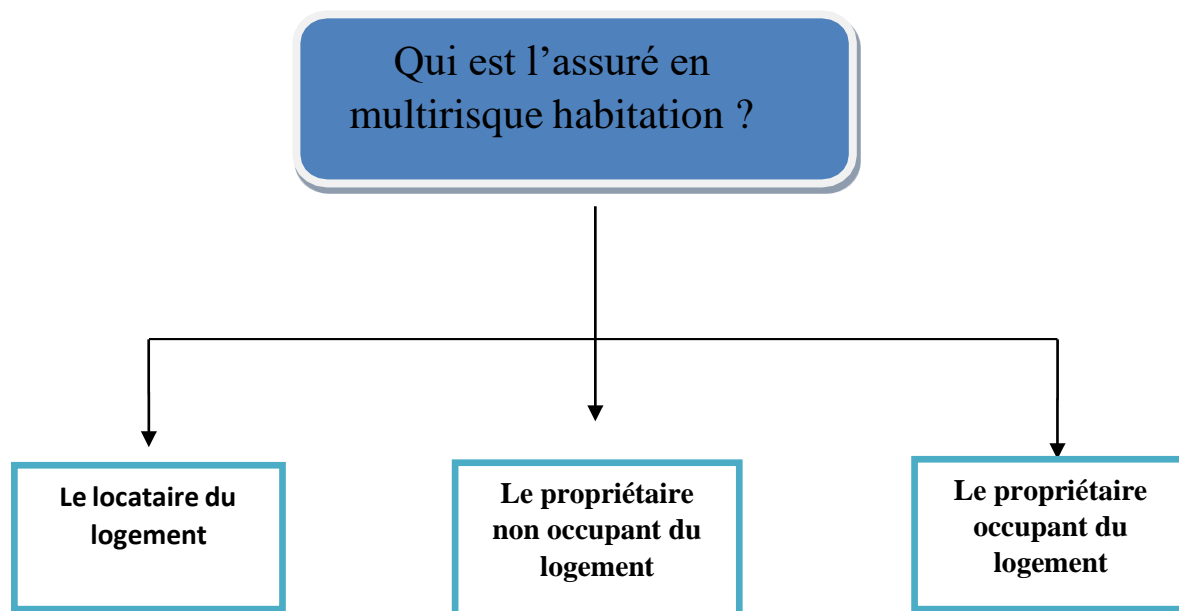 Qui est l’assuré en
multirisque habitation ?
Le locataire du
logement
Le propriétaire
non occupant du
logement
Le propriétaire
occupant du
logement